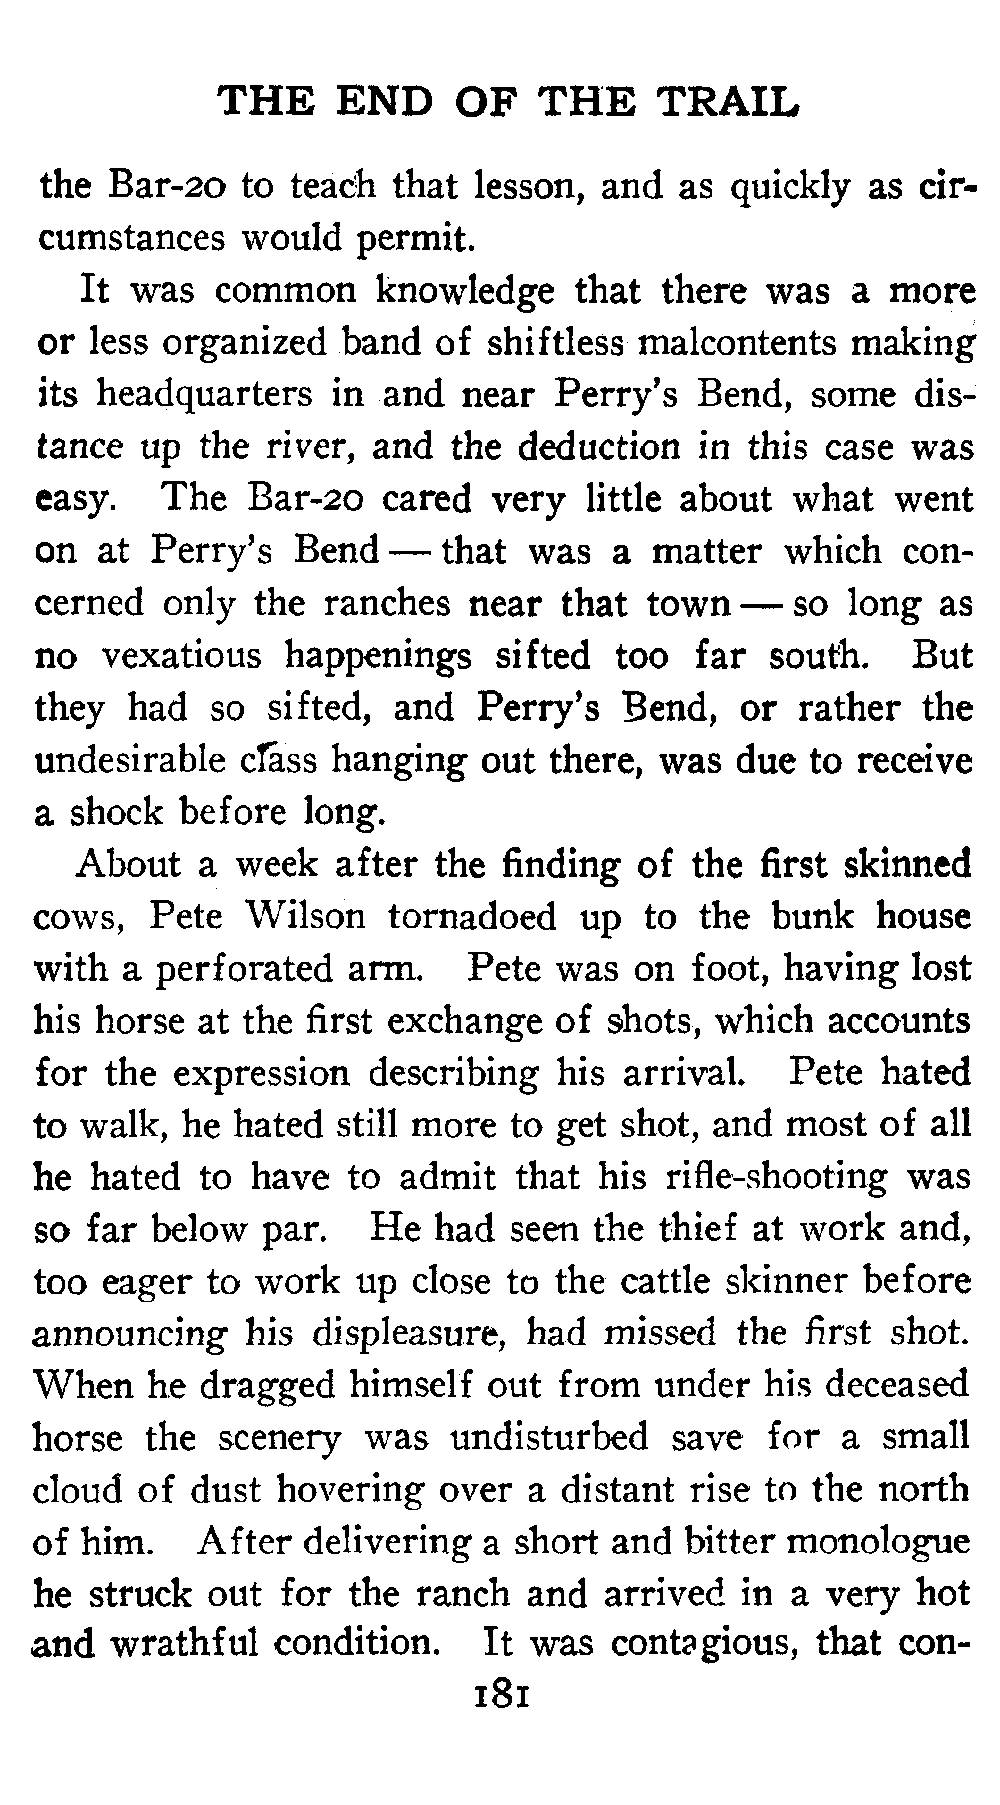 THE END OF THE TRAIL
the Bar-20 to teach that lesson, and as quickly as cir-
cumstances would permit.
It was common knowledge that there was a more
or less organized band of shiftless malcontents making
its headquarters in and near Perry's Bend, some dis-
tance up the river, and the deduction in this case was
easy. The Bar-20 cared very little about what went
on at Perry's Bend — that was a matter which con-
cerned only the ranches near that town — so long as
no vexatious happenings sifted too far south. But
they had so sifted, and Perry's Bend, or rather the
undesirable class hanging out there, was due to receive
a shock before long.
About a week after the finding of the first skinned
cows, Pete Wilson tornadoed up to the bunk house
with a perforated arm. Pete was on foot, having lost
his horse at the first exchange of shots, which accounts
for the expression describing his arrival. Pete hated
to walk, he hated still more to get shot, and most of all
he hated to have to admit that his rifle-shooting was
so far below par. He had seen the thief at work and,
too eager to work up close to the cattle skinner before
announcing his displeasure, had missed the first shot.
When he dragged himself out from under his deceased
horse the scenery was undisturbed save for a small
cloud of dust hovering over a distant rise to the north
of him. After delivering a short and bitter monologue
he struck out for the ranch and arrived in a very hot
and wrathful condition. It was contagious, that con-
181